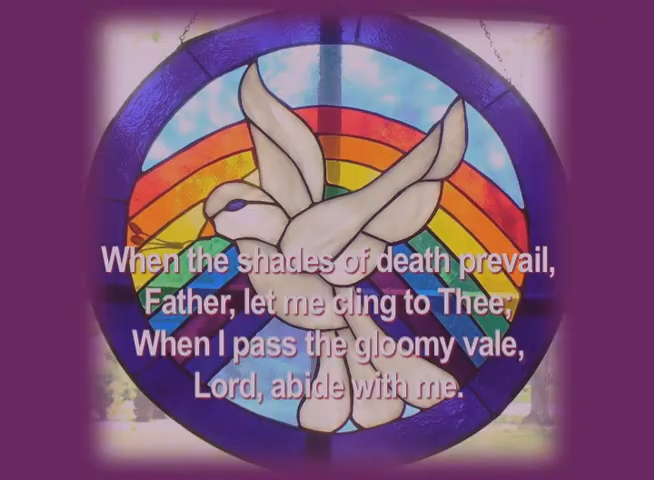 When the shades of death prevail,
Father, let me cling to Thee;
When I pass the gloomy vale,
Lord, abide with me.